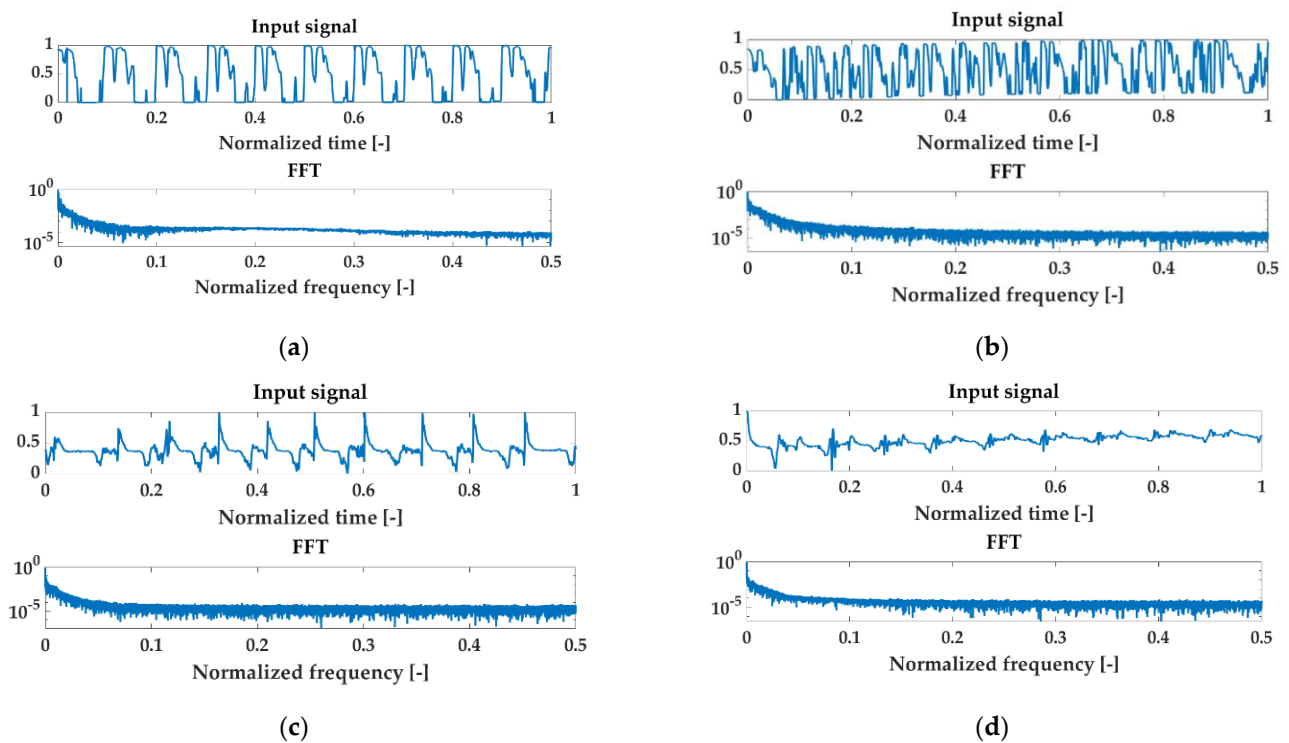 Input signal
1
0.5
0
0 0.2 0.4 0.6 0.8 1
Normalized time [-]
FFT
10^0
10^-5
0 0.1 0.2 0.3 0.4 0.5
Normalized frequency [-]
(a)
Input signal
1
0.5
0
0 0.2 0.4 0.6 0.8 1
Normalized time [-]
FFT
10^0
10^-5
0 0.1 0.2 0.3 0.4 0.5
Normalized frequency [-]
(b)
Input signal
1
0.5
0
0 0.2 0.4 0.6 0.8 1
Normalized time [-]
FFT
10^0
10^-5
0 0.1 0.2 0.3 0.4 0.5
Normalized frequency [-]
(c)
Input signal
1
0.5
0
0 0.2 0.4 0.6 0.8 1
Normalized time [-]
FFT
10^0
10^-5
0 0.1 0.2 0.3 0.4 0.5
Normalized frequency [-]
(d)